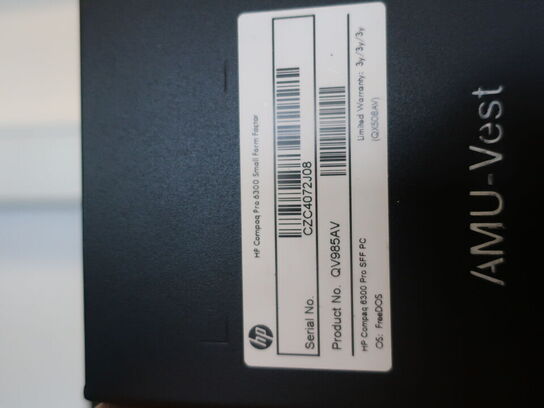 hp
HP Compaq Pro 6300 Small Form Factor
Serial No.
CZC4072J08
Product No. QV985AV
HP Compaq 6300 Pro SFF PC
Limited Warranty: 3y/3y/3y
OS: FreeDOS
(QX508AV)
AMU-Vest